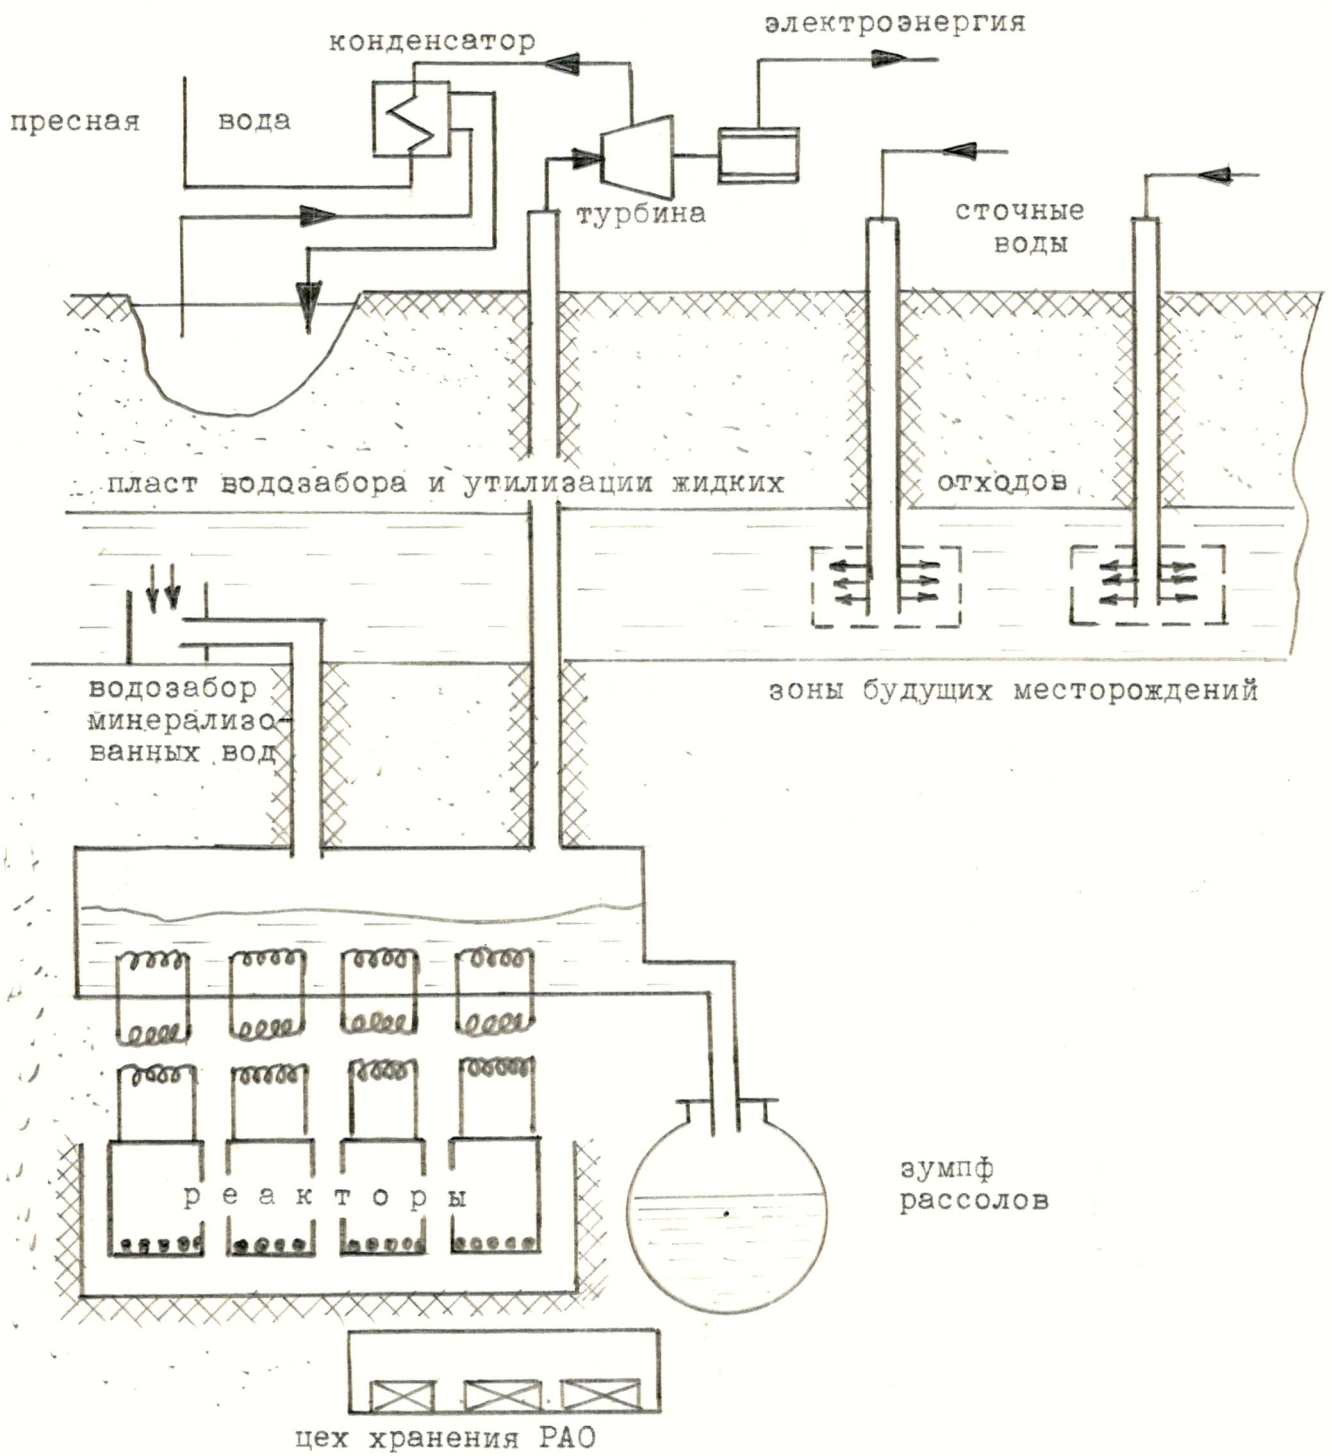 электроэнергия
конденсатор
пресная вода
турбина
сточные
воды
пласт водозабора и утилизации жидких отходов
водозабор
минерализо-
ванных вод
зоны будущих месторождений
реакторы
зумпф
рассолов
цех хранения РАО